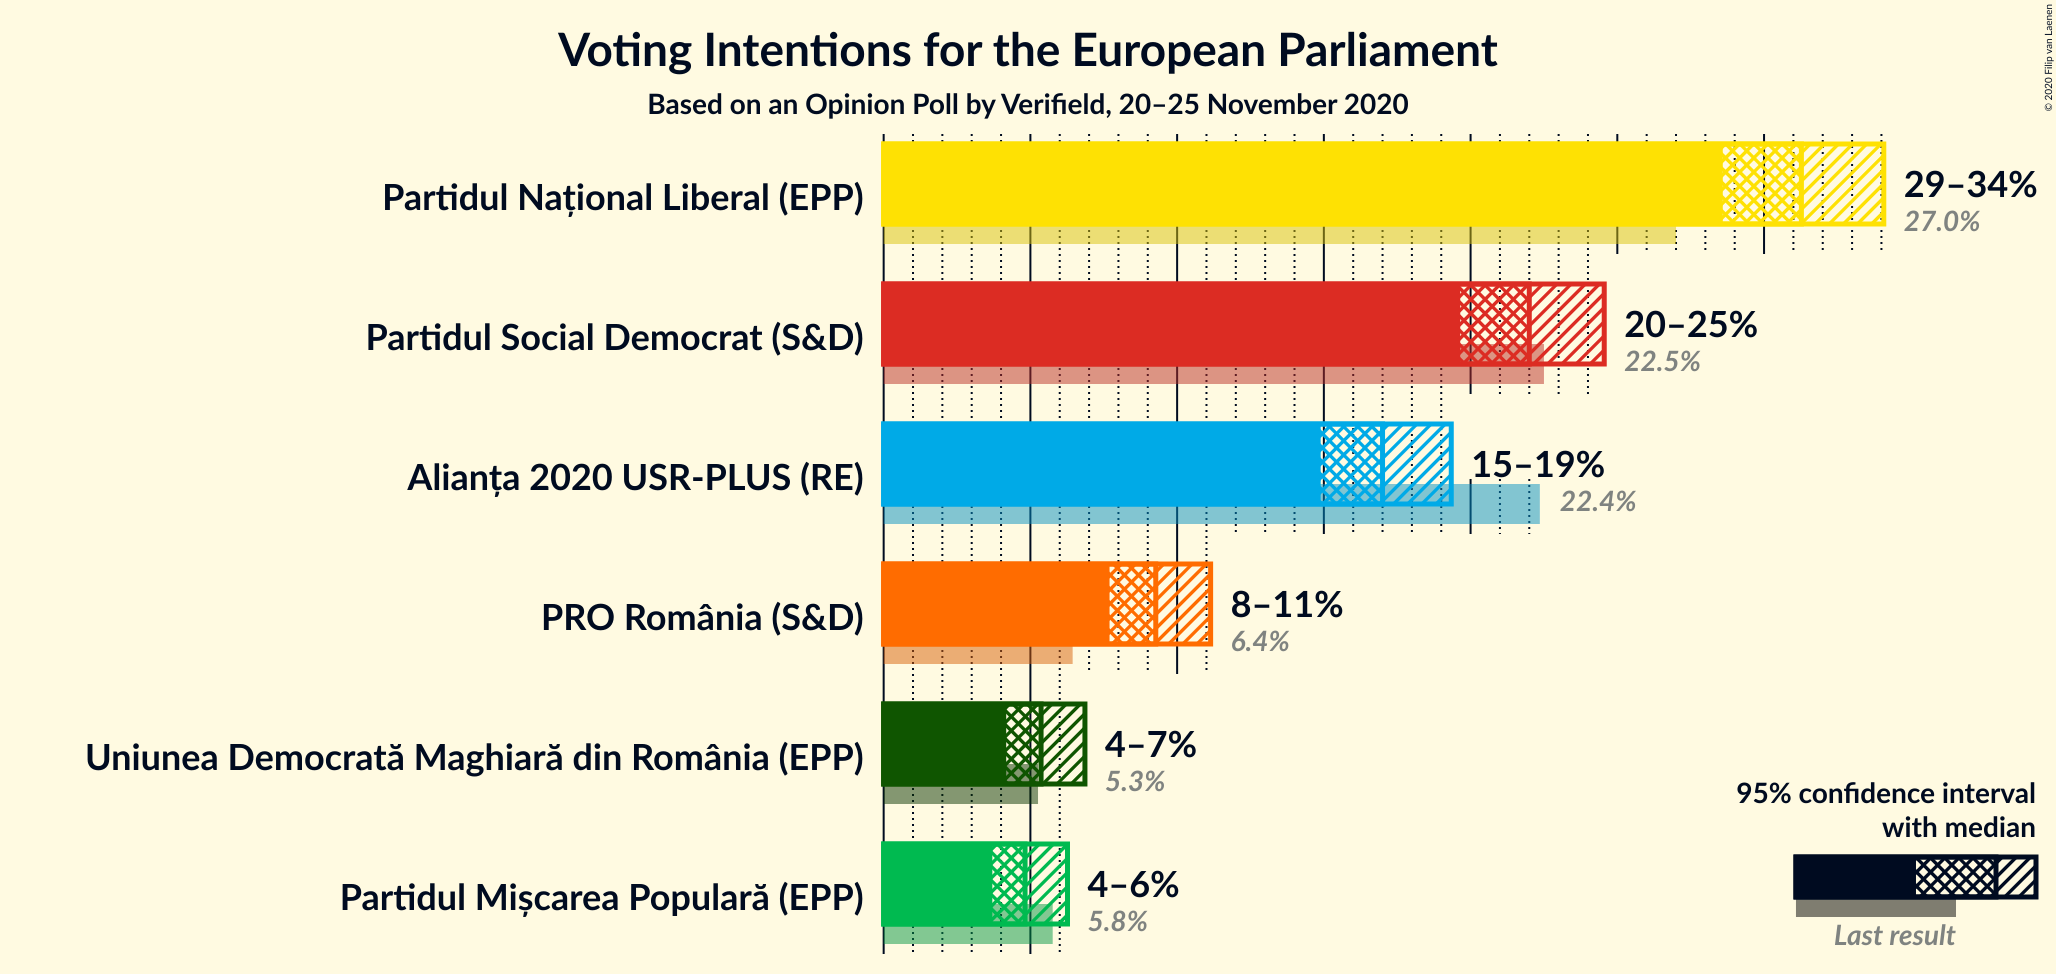 Voting Intentions for the European Parliament
Based on an Opinion Poll by Verifield, 20–25 November 2020
© 2020 Filip van Laenen
Partidul Național Liberal (EPP)
29–34%
27.0%
Partidul Social Democrat (S&D)
20–25%
22.5%
Alianța 2020 USR-PLUS (RE)
15–19%
22.4%
PRO România (S&D)
8–11%
6.4%
Uniunea Democrată Maghiară din România (EPP)
4–7%
5.3%
Partidul Mișcarea Populară (EPP)
4–6%
5.8%
95% confidence interval
with median
Last result